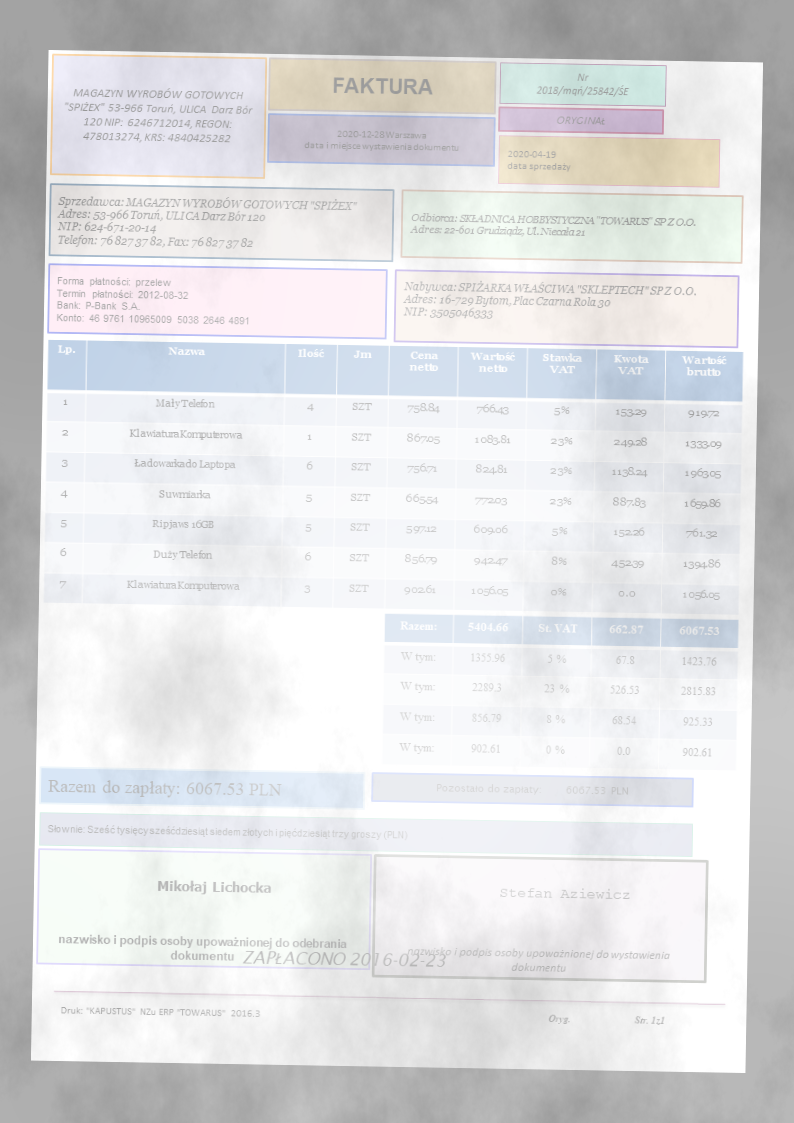 MAGAZYN WYROBÓW GOTOWYCH
"SPIŻEX" 53-966 Toruń, ULICA Darz Bór
120 NIP: 6246712014, REGON:
478013274, KRS: 4840425282
FAKTURA
2020-12-28 Warszawa
data i miejsce wystawienia dokumentu
Nr
2018/mąń/25842/ŚE
ORYGINAŁ
2020-04-19
data sprzedaży
Sprzedawca: MAGAZYN WYROBÓW GOTOWYCH "SPIŻEX"
Adres: 53-966 Toruń, ULICA Darz Bór 120
NIP: 624-671-20-14
Telefon: 76 827 37 82, Fax: 76 827 37 82
Odbiorca: SKŁADNICA HOBBYSTYCZNA "TOWARUS" SP Z O.O.
Adres: 22-601 Grudziądz, Ul. Niecała 21
Forma płatności: przelew
Termin płatności: 2012-08-32
Bank: P-Bank S.A.
Konto: 46 9761 10965009 5038 2646 4891
Nabywca: SPIŻARKA WŁAŚCIWA "SKLEPTECH" SP Z O.O.
Adres: 16-729 Bytom, Plac Czarna Rola 30
NIP: 3505046333
Lp. Nazwa Ilość Jm Cena netto Wartość netto Stawka VAT Kwota VAT Wartość brutto
1 Mały Telefon 4 SZT 758.84 766.43 5% 153.29 919.72
2 Klawiatura Komputerowa 1 SZT 867.05 1083.81 23% 249.28 1333.09
3 Ładowarka do Laptopa 6 SZT 756.71 824.81 23% 1138.24 1963.05
4 Suwmiarka 5 SZT 665.54 772.03 23% 887.83 1659.86
5 Ripjaws 16GB 5 SZT 597.12 609.06 5% 152.26 761.32
6 Duży Telefon 6 SZT 856.79 942.47 8% 452.39 1394.86
7 Klawiatura Komputerowa 3 SZT 902.61 1056.05 0% 0.0 1056.05
Razem: 5404.66 St. VAT 662.87 6067.53
W tym: 1355.96 5 % 67.8 1423.76
W tym: 2289.3 23 % 526.53 2815.83
W tym: 856.79 8 % 68.54 925.33
W tym: 902.61 0 % 0.0 902.61
Razem do zapłaty: 6067.53 PLN
Pozostało do zapłaty: 6067.53 PLN
Słownie: Sześć tysięcy sześćdziesiąt siedem złotych i pięćdziesiąt trzy groszy (PLN)
Mikołaj Lichocka
nazwisko i podpis osoby upoważnionej do odebrania
dokumentu
Stefan Aziewicz
nazwisko i podpis osoby upoważnionej do wystawienia
dokumentu
ZAPŁACONO 2016-02-23
Druk: "KAPUSTUS" NZu ERP "TOWARUS" 2016.3
Oryg.
Str. 1z1